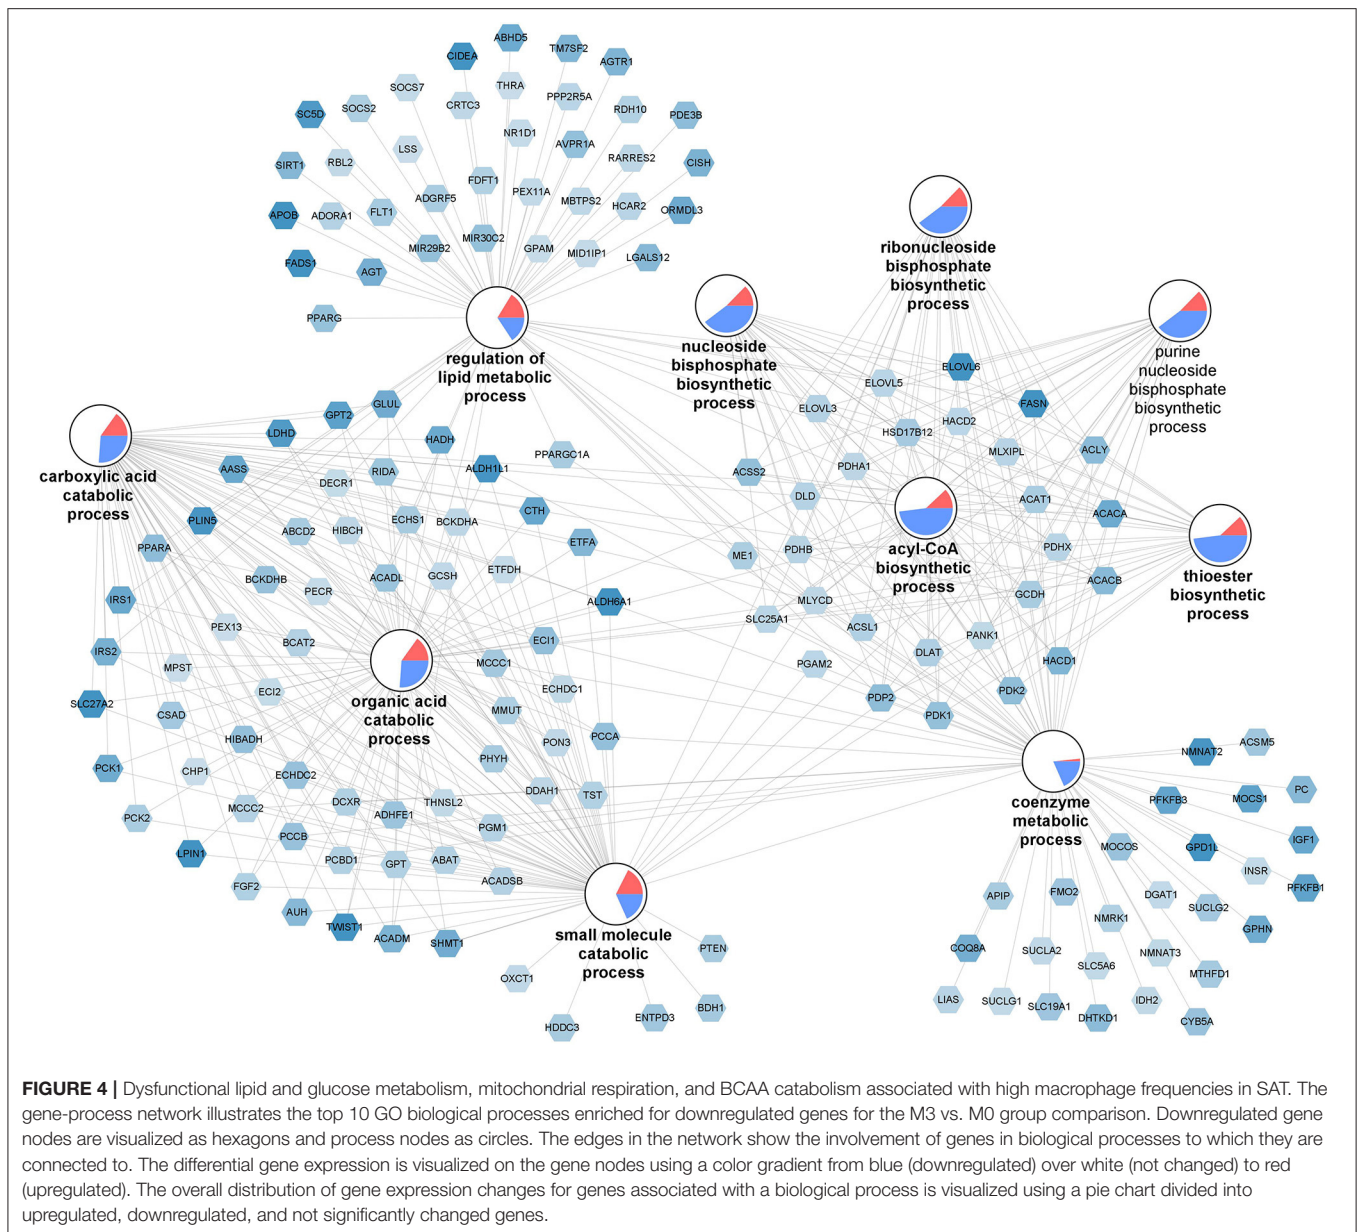 ABHD5
CIDEA
TM7SF2
AGTR1
SOCS7
THRA
PPP2R5A
SC5D
SOCS2
CRTC3
RDH10
PDE3B
NR1D1
LSS
AVPR1A
RARRES2
CISH
SIRT1
RBL2
FDFT1
PEX11A
MBTPS2
HCAR2
ORMDL3
APOB
ADORA1
FLT1
ADGRF5
MIR29B2
MIR30C2
GPAM
MID1IP1
LGALS12
FADS1
AGT
PPARG
regulation of
lipid metabolic
process
ribonucleoside
bisphosphate
biosynthetic
process
nucleoside
bisphosphate
biosynthetic
process
purine
nucleoside
bisphosphate
biosynthetic
process
carboxylic acid
catabolic
process
acyl-CoA
biosynthetic
process
thioester
biosynthetic
process
organic acid
catabolic
process
coenzyme
metabolic
process
small molecule
catabolic
process
ELOVL6
ELOVL5
ELOVL3
FASN
HACD2
HSD17B12
MLXIPL
ACLY
ACSS2
PDHA1
DLD
ACAT1
ACACA
ME1
PDHB
PDHX
ACACB
GCDH
MLYCD
SLC25A1
ACSL1
PANK1
DLAT
HACD1
PGAM2
PDP2
PDK2
PDK1
GPT2
GLUL
LDHD
HADH
PPARGC1A
AASS
DECR1
RIDA
ALDH1L1
PLIN5
ABCD2
HIBCH
ECHS1
BCKDHA
CTH
PPARA
ETFA
BCKDHB
PECR
ACADL
GCSH
ETFDH
IRS1
ALDH6A1
PEX13
BCAT2
ECI1
IRS2
MPST
MCCC1
ECI2
ECHDC1
SLC27A2
CSAD
MMUT
HIBADH
PON3
PCCA
PCK1
CHP1
ECHDC2
PHYH
DDAH1
TST
PCK2
MCCC2
DCXR
ADHFE1
THNSL2
PGM1
PCCB
LPIN1
PCBD1
GPT
ABAT
ACADSB
FGF2
AUH
TWIST1
ACADM
SHMT1
OXCT1
PTEN
HDDC3
ENTPD3
BDH1
NMNAT2
ACSM5
PFKFB3
MOCS1
PC
IGF1
MOCOS
GPD1L
INSR
PFKFB1
APIP
FMO2
DGAT1
SUCLG2
NMRK1
GPHN
COQ8A
SUCLA2
SLC5A6
NMNAT3
MTHFD1
LIAS
SUCLG1
SLC19A1
DHTKD1
IDH2
CYB5A
FIGURE 4 | Dysfunctional lipid and glucose metabolism, mitochondrial respiration, and BCAA catabolism associated with high macrophage frequencies in SAT. The
gene-process network illustrates the top 10 GO biological processes enriched for downregulated genes for the M3 vs. M0 group comparison. Downregulated gene
nodes are visualized as hexagons and process nodes as circles. The edges in the network show the involvement of genes in biological processes to which they are
connected to. The differential gene expression is visualized on the gene nodes using a color gradient from blue (downregulated) over white (not changed) to red
(upregulated). The overall distribution of gene expression changes for genes associated with a biological process is visualized using a pie chart divided into
upregulated, downregulated, and not significantly changed genes.